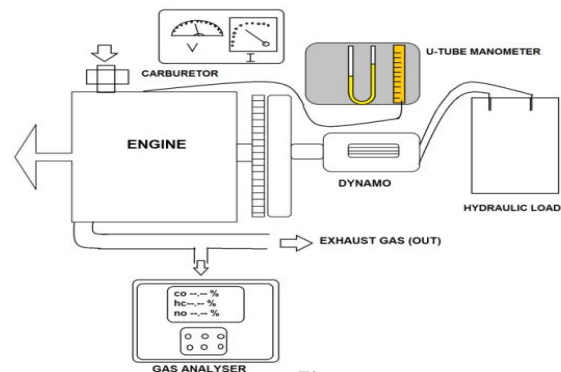 V
I
U-TUBE MANOMETER
CARBURETOR
ENGINE
DYNAMO
HYDRAULIC LOAD
EXHAUST GAS (OUT)
co --.-- %
hc--.-- %
no --.-- %
GAS ANALYSER